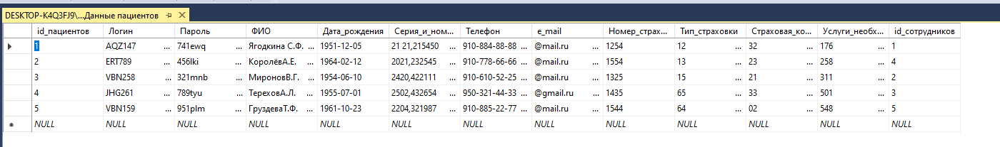 DESKTOP-K4Q3FJ9\...Данные пациентов
id_пациентов Логин Пароль ФИО Дата_рождения Серия_и_ном... Телефон e_mail Номер_страх... Тип_страховки Страховая_ко... Услуги_необх... id_сотрудников
1 AQZ147 ... 741ewq ... Ягодкина С.Ф. ... 1951-12-05 21 21,215450 ... 910-884-88-88 ... @mail.ru ... 1254 ... 12 ... 32 ... 176 ... 1
2 ERT789 ... 456lki ... КоролёвА.Е. ... 1964-02-12 2021,232545 ... 910-778-66-66 ... @mail.ru ... 1554 ... 13 ... 23 ... 258 ... 4
3 VBN258 ... 321mnb ... МироновВ.Г. ... 1954-06-10 2420,422111 ... 910-610-52-25 ... @mail.ru ... 1325 ... 15 ... 21 ... 311 ... 2
4 JHG261 ... 789tyu ... ТереховА.Л. ... 1955-07-01 2502,432654 ... 950-321-44-33 ... @gmail.ru ... 1435 ... 65 ... 33 ... 501 ... 3
5 VBN159 ... 951plm ... ГруздеваТ.Ф. ... 1961-10-23 2204,321987 ... 910-885-22-77 ... @mail.ru ... 1544 ... 64 ... 02 ... 548 ... 5
NULL NULL NULL NULL NULL NULL NULL NULL NULL NULL NULL NULL NULL